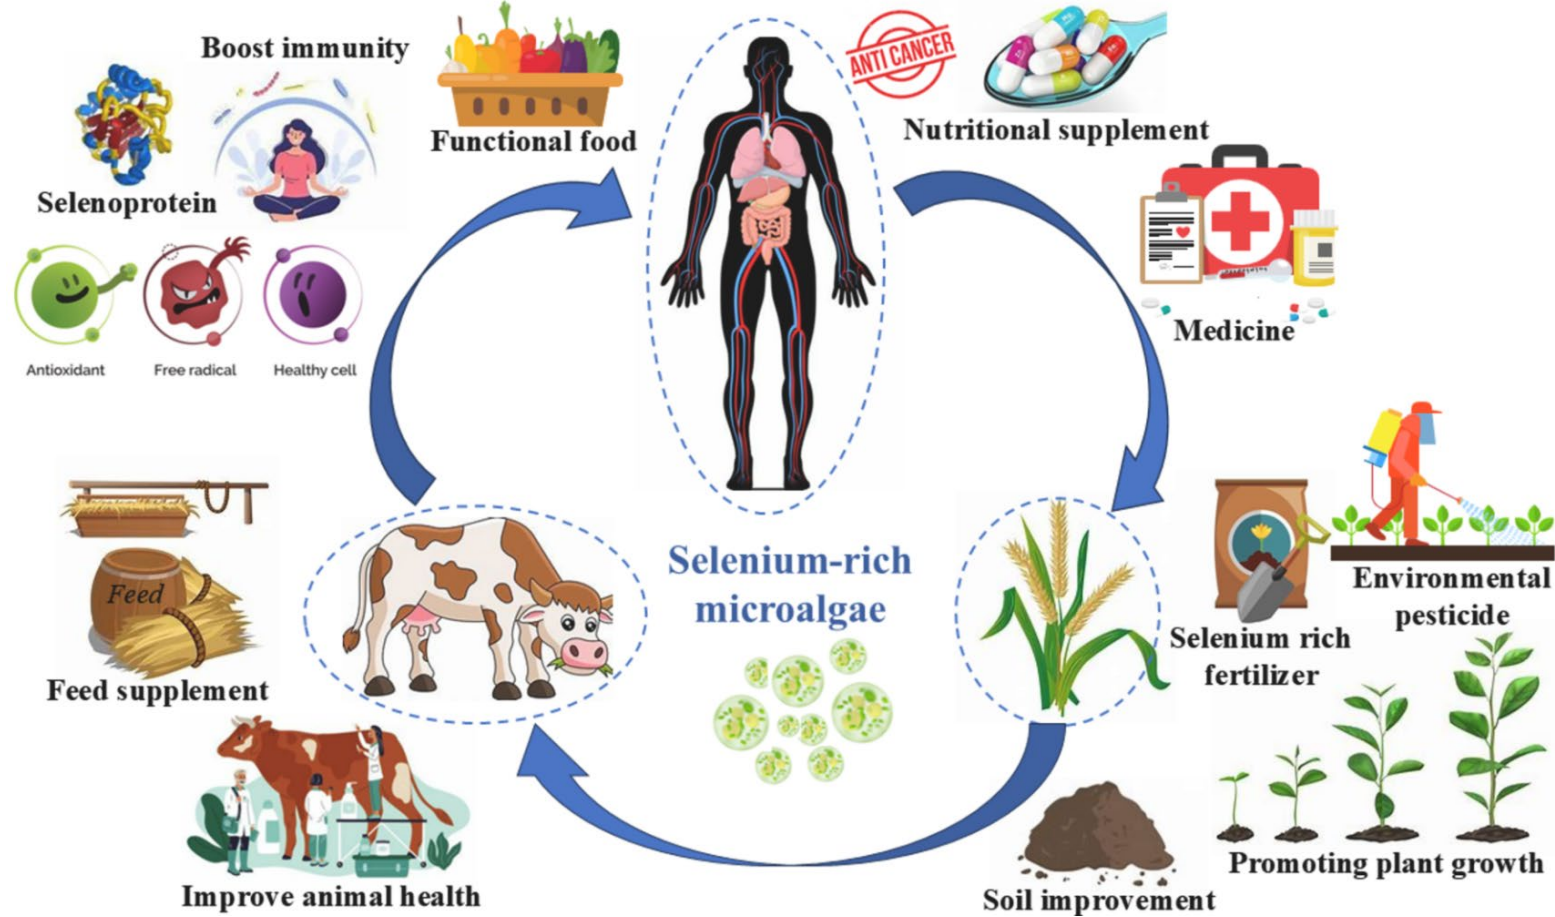 Boost immunity
Selenoprotein
Functional food
ANTI CANCER
Nutritional supplement
Medicine
Antioxidant
Free radical
Healthy cell
Selenium-rich
microalgae
Environmental
pesticide
Selenium rich
fertilizer
Feed
Feed supplement
Improve animal health
Soil improvement
Promoting plant growth